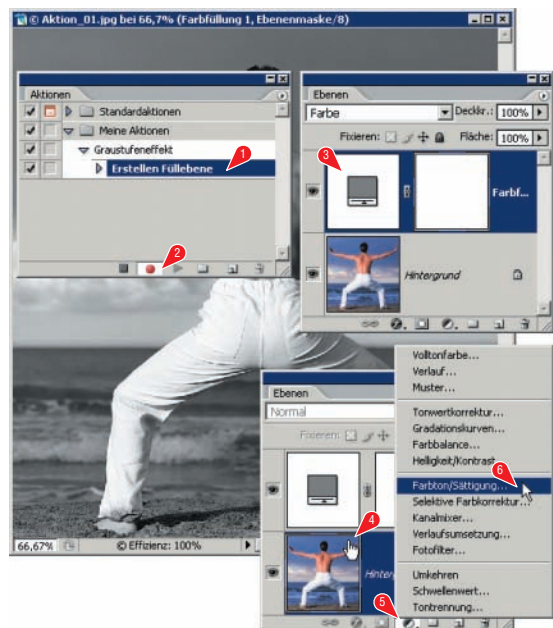 © Aktion_01.jpg bei 66,7% (Farbfüllung 1, Ebenenmaske/8)
Aktionen
Standardaktionen
Meine Aktionen
Graustufeneffekt
Erstellen Füllebene
1
2
Ebenen
Farbe Deckkr.: 100%
Fixieren: Fläche: 100%
3
Farbf...
Hintergrund
66,67% © Effizienz: 100%
Ebenen
Normal
Fixieren:
4
Hinterg
5
Volltonfarbe...
Verlauf...
Muster...
Tonwertkorrektur...
Gradationskurven...
Farbbalance...
Helligkeit/Kontrast...
6
Farbton/Sättigung...
Selektive Farbkorrektur...
Kanalmixer...
Verlaufsumsetzung...
Fotofilter...
Umkehren
Schwellenwert...
Tontrennung...